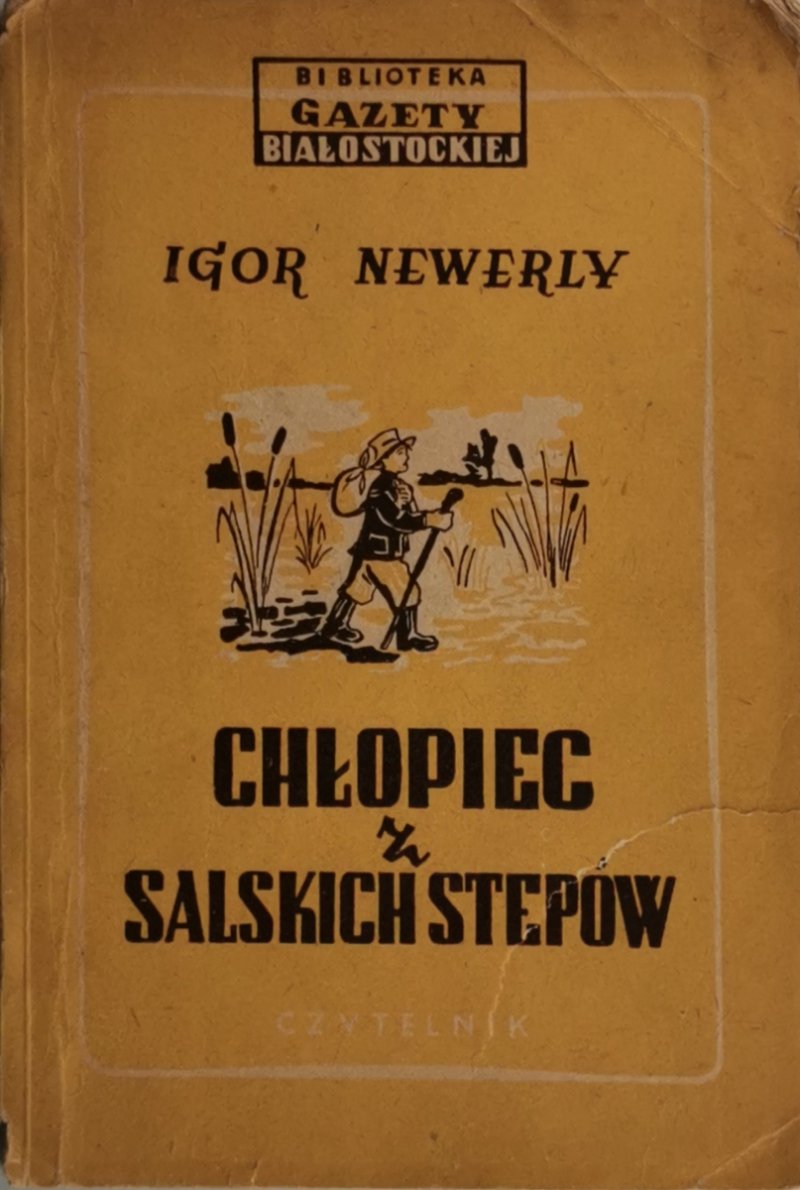 BIBLIOTEKA
GAZETY
BIAŁOSTOCKIEJ
IGOR NEWERLY
CHŁOPIEC
z
SALSKICH STEPÓW
CZYTELNIK